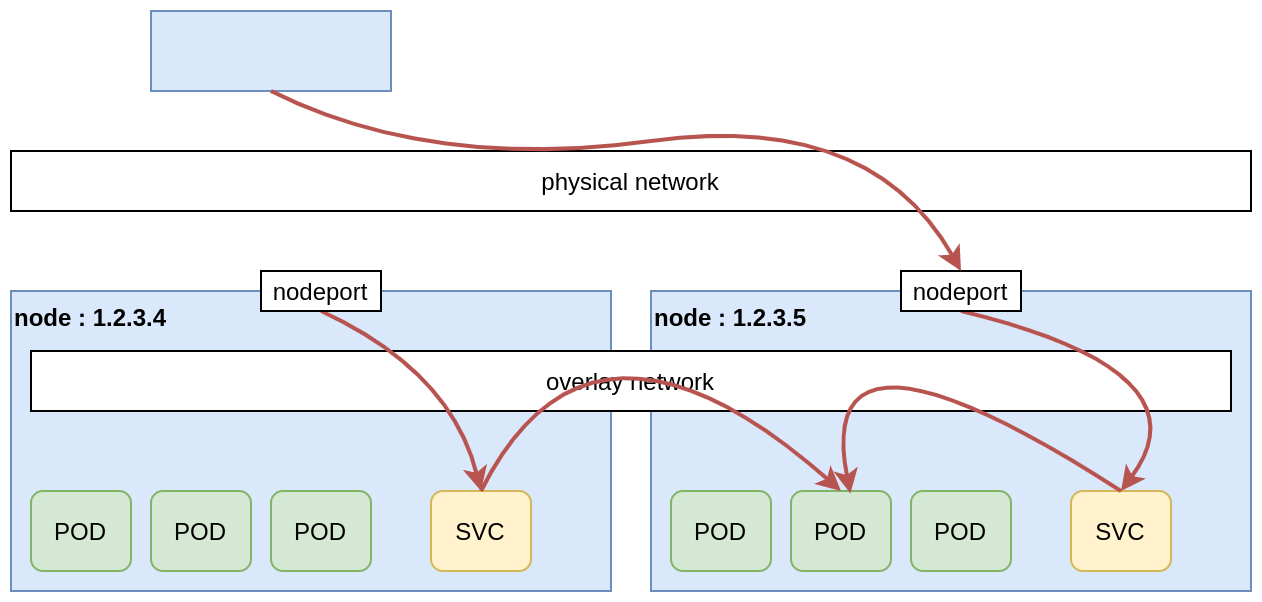 physical network
nodeport
nodeport
node : 1.2.3.4
node : 1.2.3.5
overlay network
POD
POD
POD
SVC
POD
POD
POD
SVC